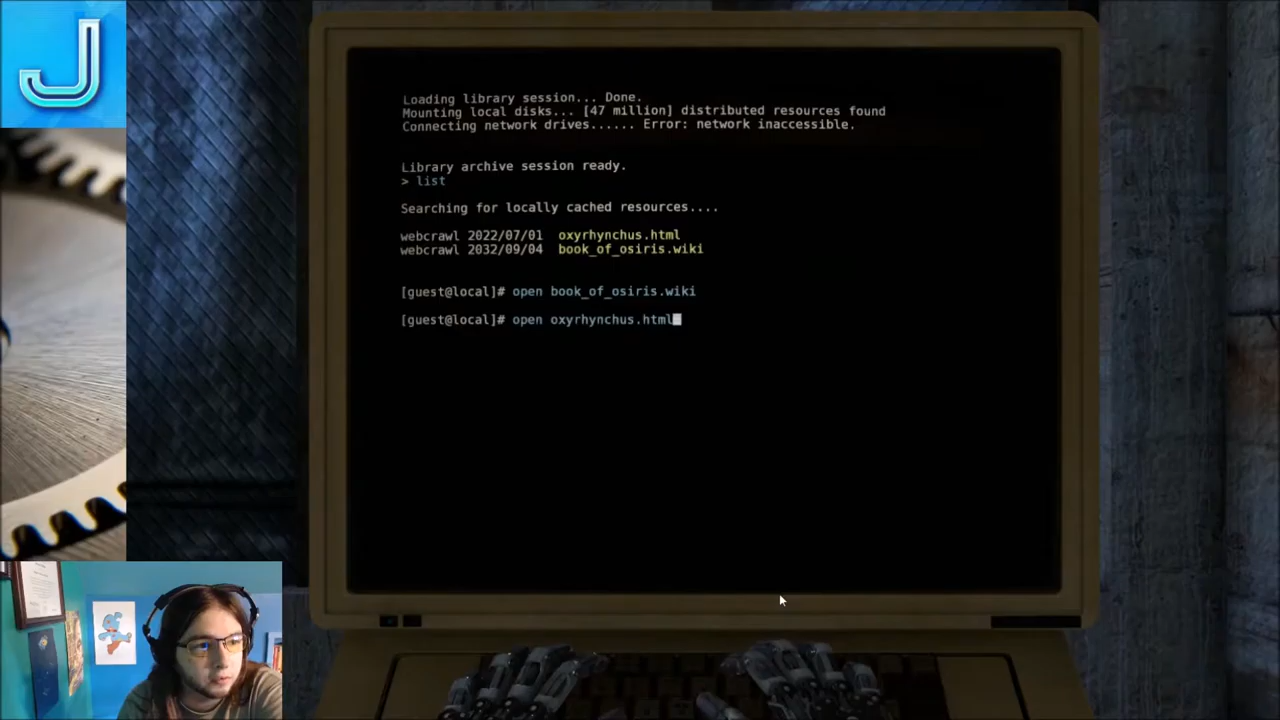 J
Loading library session... Done.
Mounting local disks... [47 million] distributed resources found
Connecting network drives...... Error: network inaccessible.
Library archive session ready.
> list
Searching for locally cached resources....
webcrawl 2022/07/01 oxyrhynchus.html
webcrawl 2032/09/04 book_of_osiris.wiki
[guest@local]# open book_of_osiris.wiki
[guest@local]# open oxyrhynchus.html